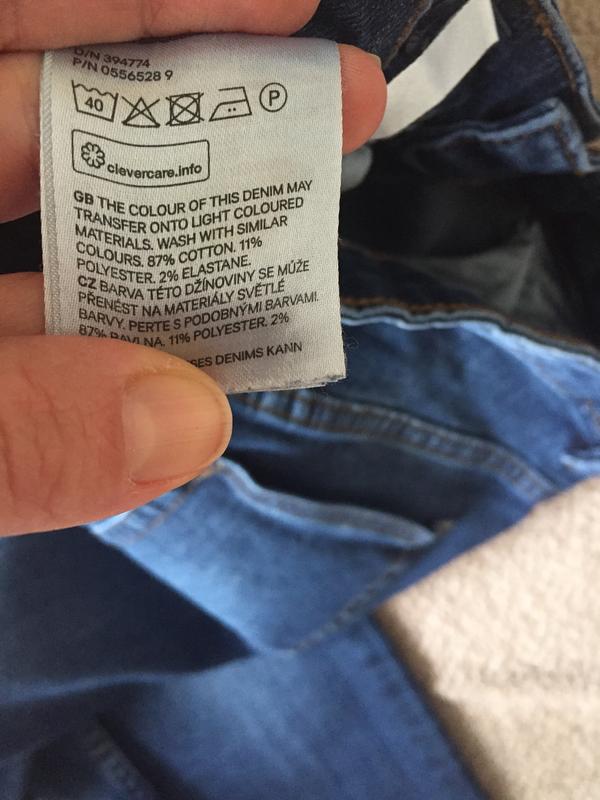 D/N 394774
P/N 0556528 9
40 P
clevercare.info
GB THE COLOUR OF THIS DENIM MAY
TRANSFER ONTO LIGHT COLOURED
MATERIALS. WASH WITH SIMILAR
COLOURS. 87% COTTON. 11%
POLYESTER. 2% ELASTANE.
CZ BARVA TÉTO DŽÍNOVINY SE MŮŽE
PŘENÉST NA MATERIÁLY SVĚTLÉ
BARVY. PERTE S PODOBNÝMI BARVAMI.
87% BAVLNA. 11% POLYESTER. 2%
DENIMS KANN